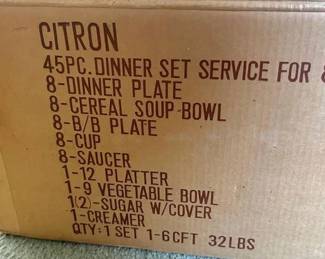 CITRON
45PC. DINNER SET SERVICE FOR 8
8-DINNER PLATE
8-CEREAL SOUP BOWL
8-B/B PLATE
8-CUP
8-SAUCER
1-12 PLATTER
1-9 VEGETABLE BOWL
1(2)-SUGAR W/COVER
1-CREAMER
QTY: 1 SET 1-6CFT 32LBS